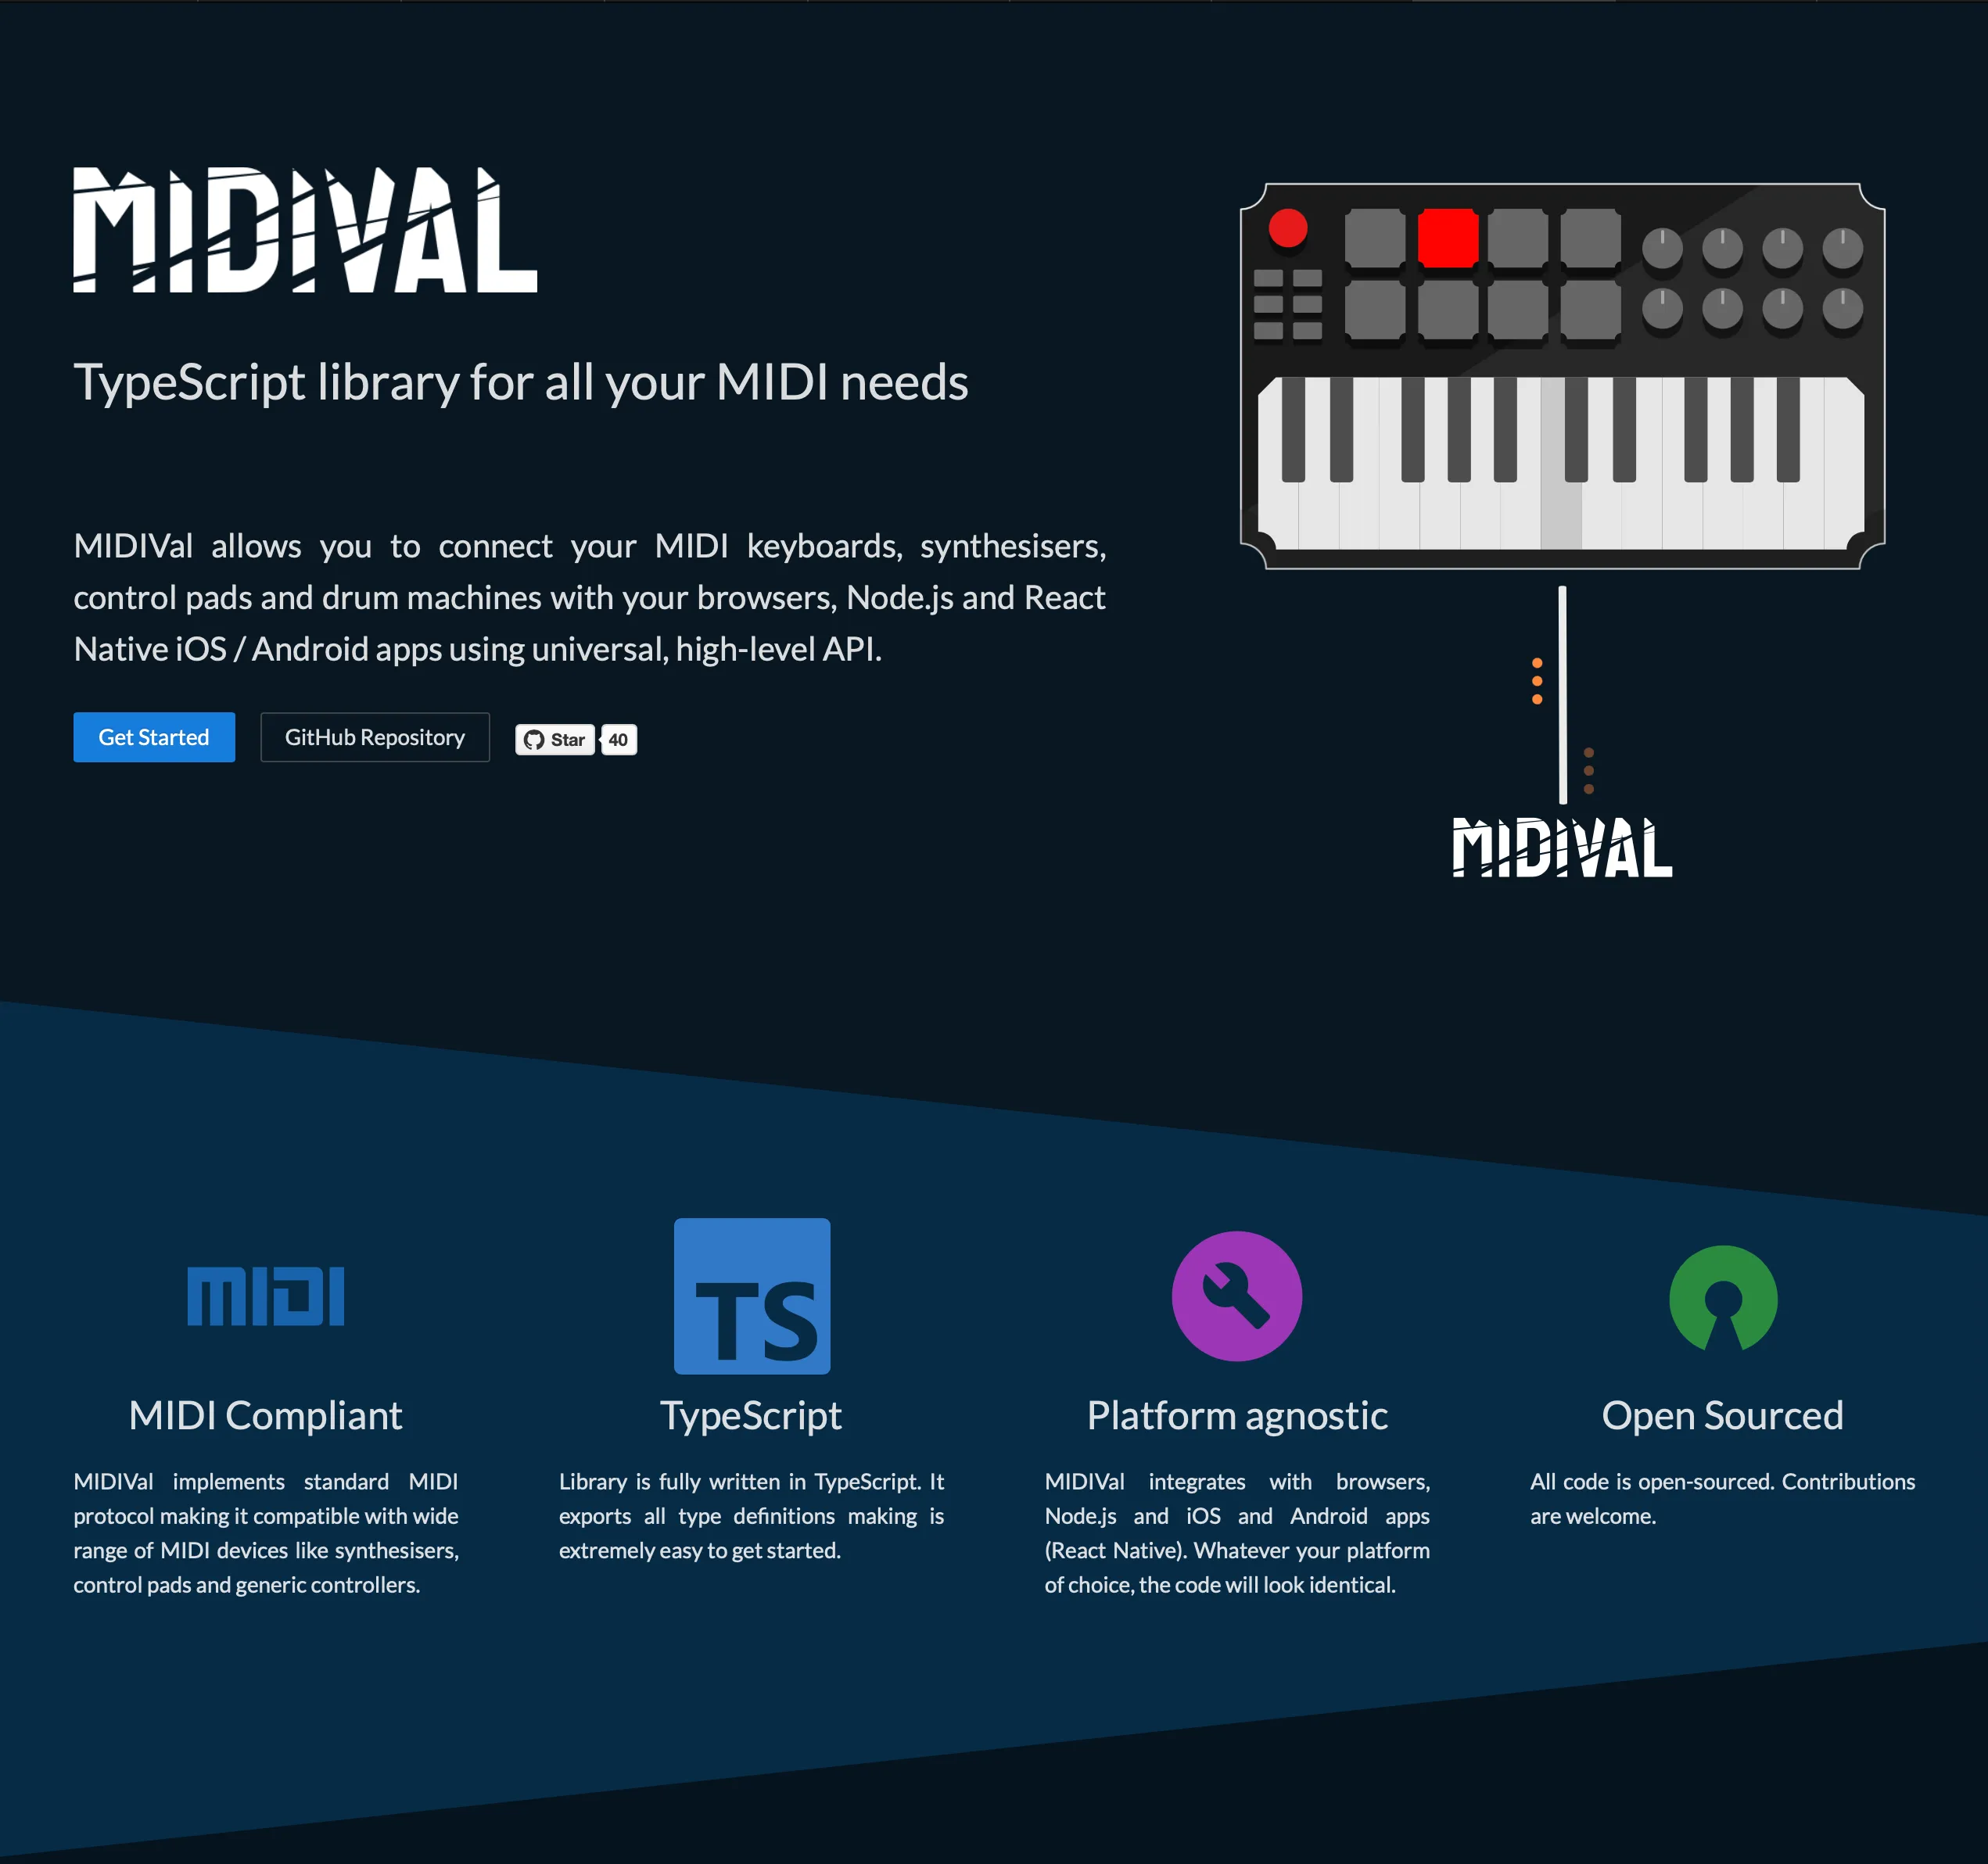 MIDIVAL
TypeScript library for all your MIDI needs
MIDIVal allows you to connect your MIDI keyboards, synthesisers,
control pads and drum machines with your browsers, Node.js and React
Native iOS / Android apps using universal, high-level API.
Get Started
GitHub Repository
Star
40
MIDIVAL
MIDI
MIDI Compliant
MIDIVal implements standard MIDI
protocol making it compatible with wide
range of MIDI devices like synthesisers,
control pads and generic controllers.
TS
TypeScript
Library is fully written in TypeScript. It
exports all type definitions making is
extremely easy to get started.
Platform agnostic
MIDIVal integrates with browsers,
Node.js and iOS and Android apps
(React Native). Whatever your platform
of choice, the code will look identical.
Open Sourced
All code is open-sourced. Contributions
are welcome.